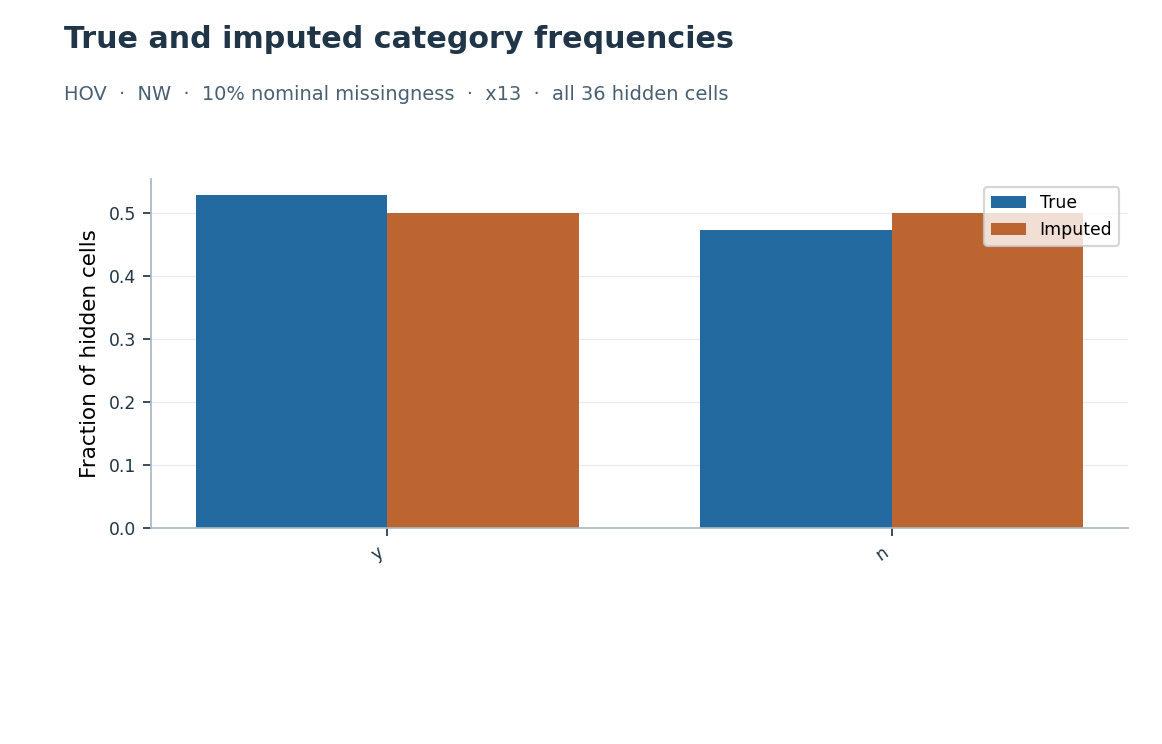 True and imputed category frequencies
HOV · NW · 10% nominal missingness · x13 · all 36 hidden cells
True
Imputed
Fraction of hidden cells
0.5
0.4
0.3
0.2
0.1
0.0
y
n